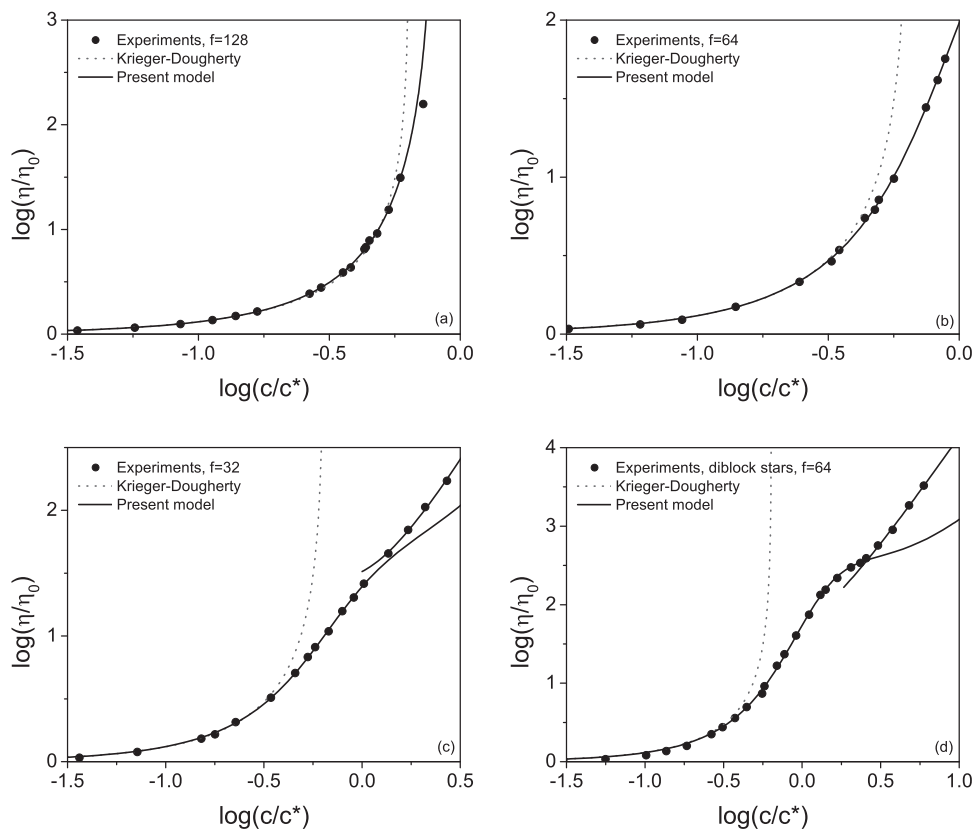 3
2
1
0
log(η/η0)
Experiments, f=128
Krieger-Dougherty
Present model
(a)
-1.5 -1.0 -0.5 0.0
log(c/c*)
2
1
0
log(η/η0)
Experiments, f=64
Krieger-Dougherty
Present model
(b)
-1.5 -1.0 -0.5 0.0
log(c/c*)
2
1
0
log(η/η0)
Experiments, f=32
Krieger-Dougherty
Present model
(c)
-1.5 -1.0 -0.5 0.0 0.5
log(c/c*)
4
3
2
1
0
log(η/η0)
Experiments, diblock stars, f=64
Krieger-Dougherty
Present model
(d)
-1.5 -1.0 -0.5 0.0 0.5 1.0
log(c/c*)